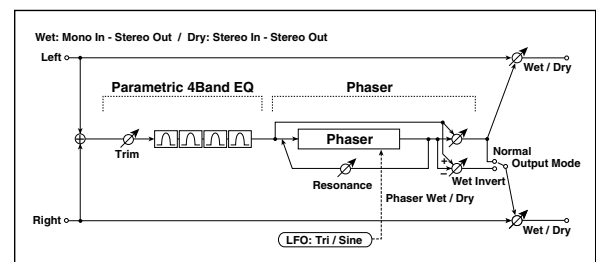 Wet: Mono In - Stereo Out / Dry: Stereo In - Stereo Out
Left
Wet / Dry
Parametric 4Band EQ
Phaser
Trim
Phaser
+
−
Normal
Output Mode
Wet Invert
Resonance
Phaser Wet / Dry
Right
Wet / Dry
LFO: Tri / Sine